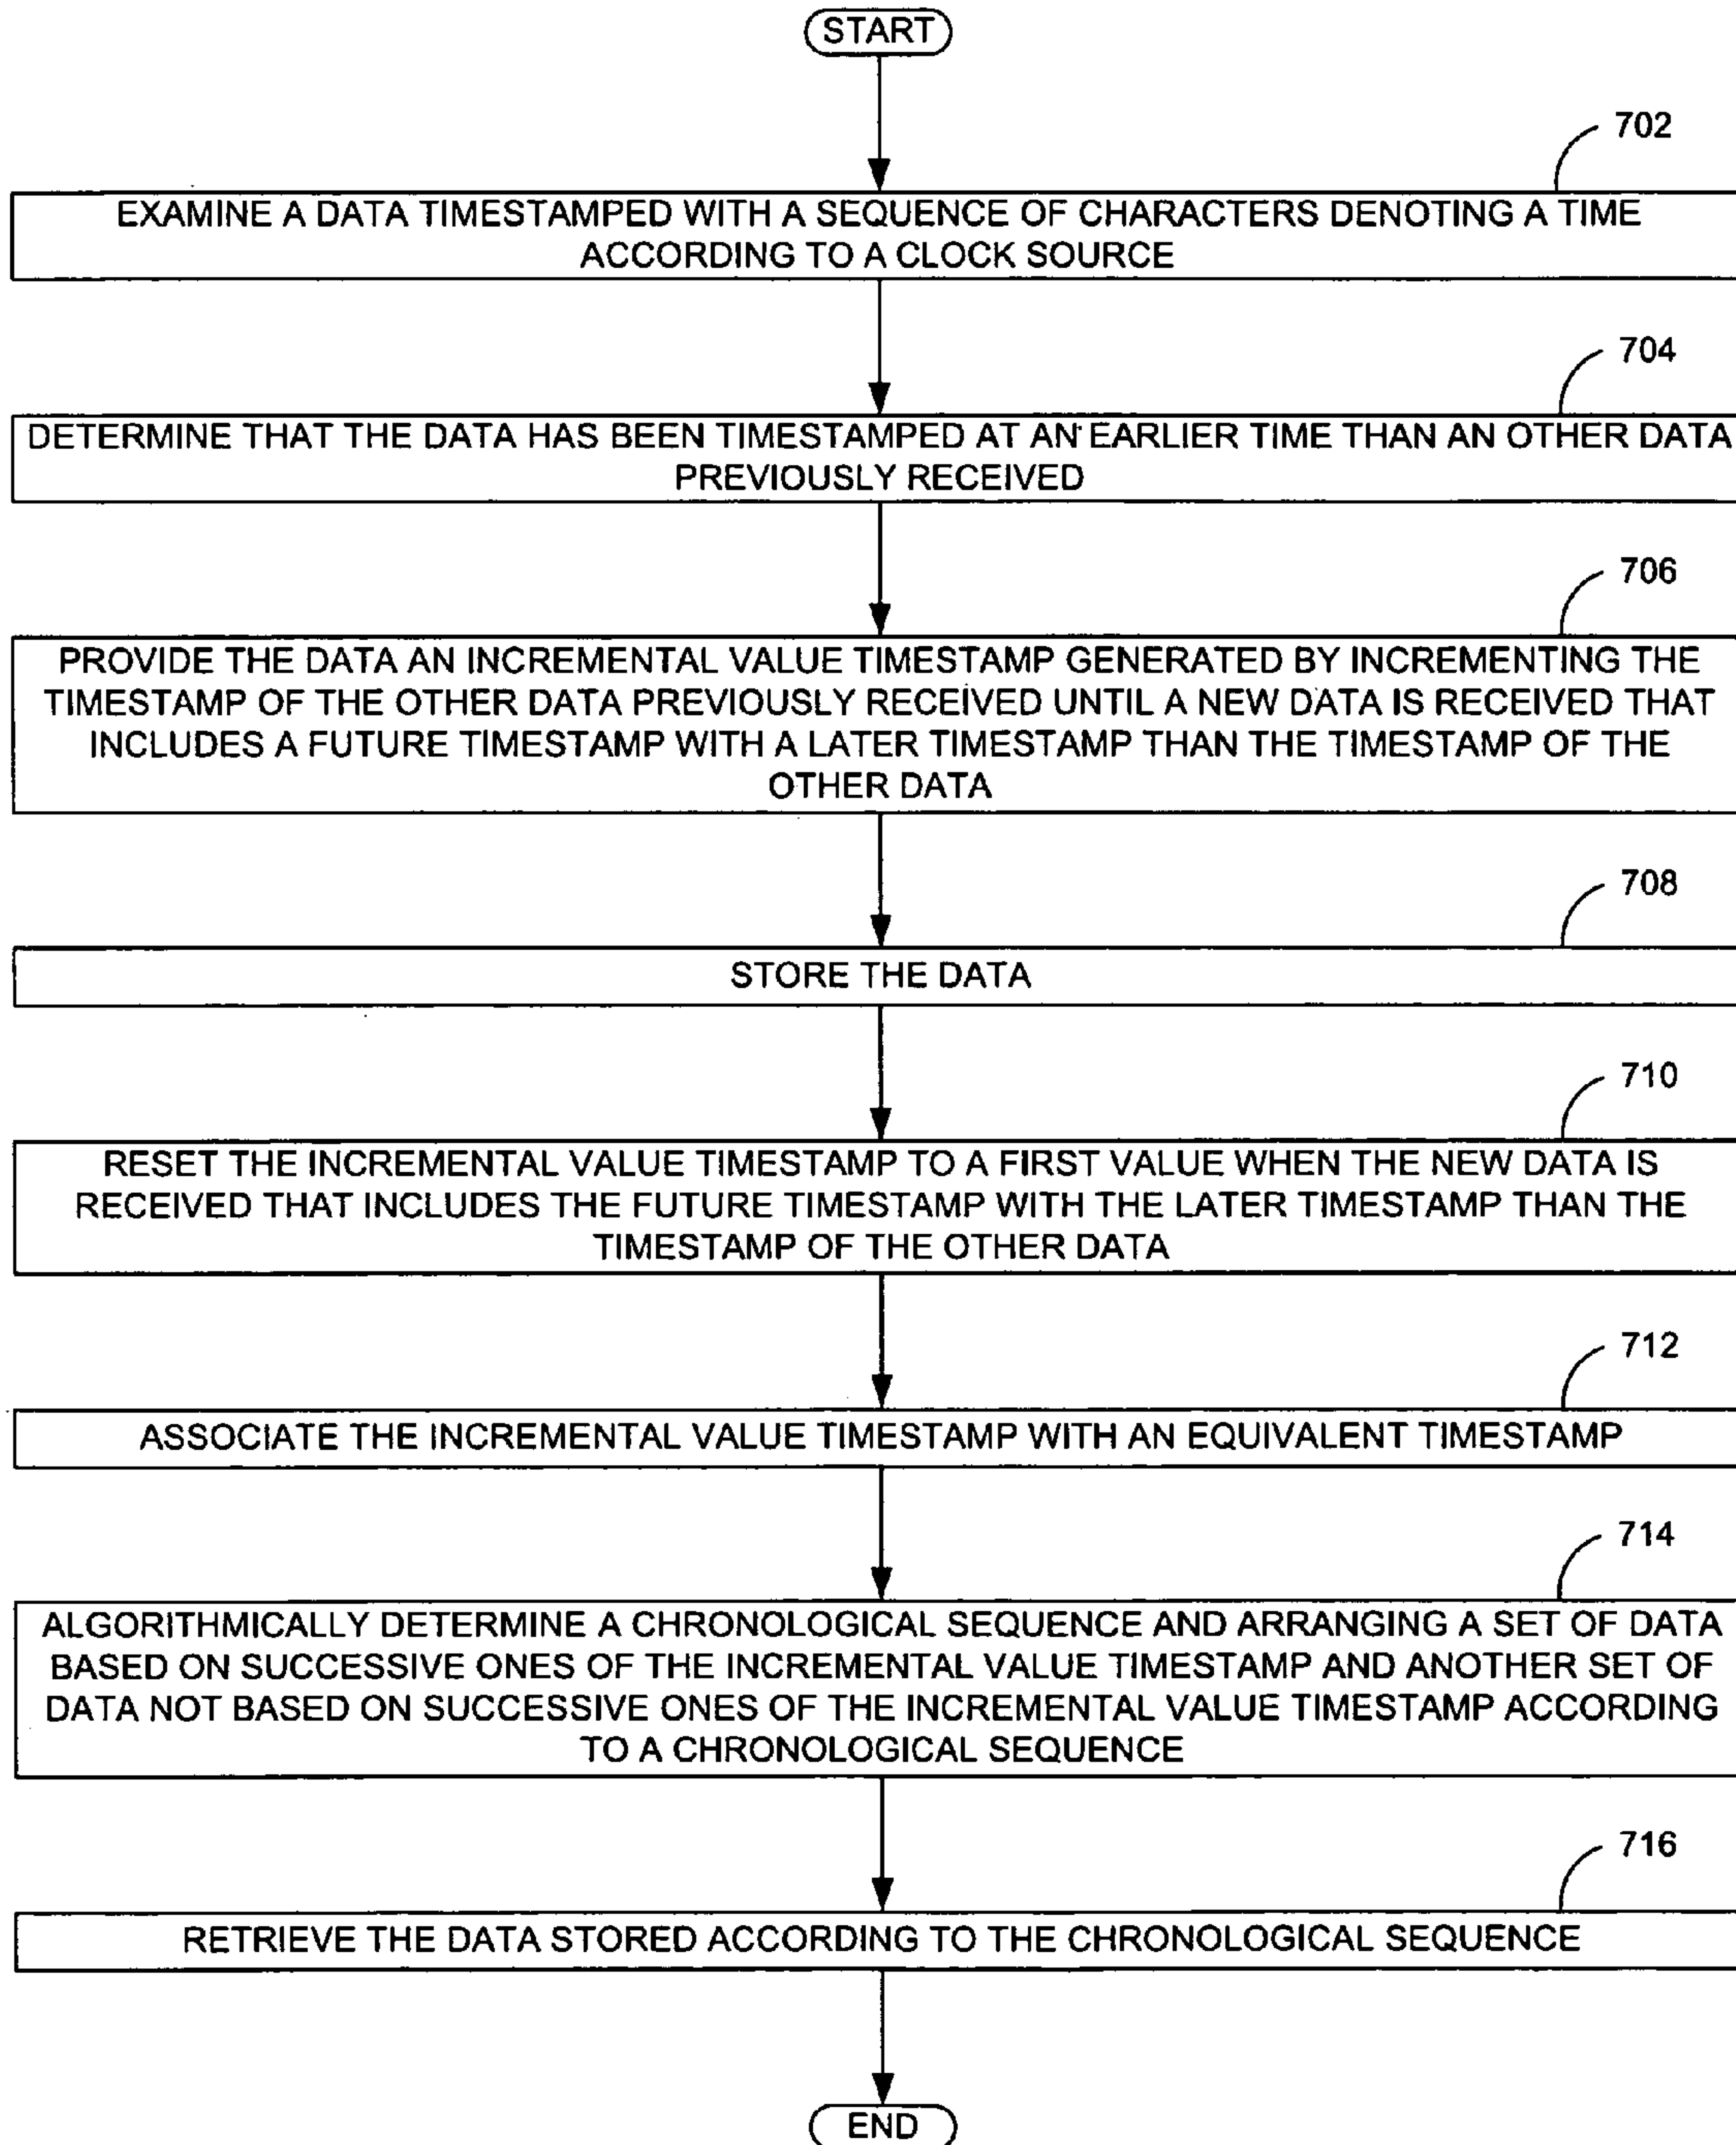 START
702
EXAMINE A DATA TIMESTAMPED WITH A SEQUENCE OF CHARACTERS DENOTING A TIME
ACCORDING TO A CLOCK SOURCE
704
DETERMINE THAT THE DATA HAS BEEN TIMESTAMPED AT AN EARLIER TIME THAN AN OTHER DATA
PREVIOUSLY RECEIVED
706
PROVIDE THE DATA AN INCREMENTAL VALUE TIMESTAMP GENERATED BY INCREMENTING THE
TIMESTAMP OF THE OTHER DATA PREVIOUSLY RECEIVED UNTIL A NEW DATA IS RECEIVED THAT
INCLUDES A FUTURE TIMESTAMP WITH A LATER TIMESTAMP THAN THE TIMESTAMP OF THE
OTHER DATA
708
STORE THE DATA
710
RESET THE INCREMENTAL VALUE TIMESTAMP TO A FIRST VALUE WHEN THE NEW DATA IS
RECEIVED THAT INCLUDES THE FUTURE TIMESTAMP WITH THE LATER TIMESTAMP THAN THE
TIMESTAMP OF THE OTHER DATA
712
ASSOCIATE THE INCREMENTAL VALUE TIMESTAMP WITH AN EQUIVALENT TIMESTAMP
714
ALGORITHMICALLY DETERMINE A CHRONOLOGICAL SEQUENCE AND ARRANGING A SET OF DATA
BASED ON SUCCESSIVE ONES OF THE INCREMENTAL VALUE TIMESTAMP AND ANOTHER SET OF
DATA NOT BASED ON SUCCESSIVE ONES OF THE INCREMENTAL VALUE TIMESTAMP ACCORDING
TO A CHRONOLOGICAL SEQUENCE
716
RETRIEVE THE DATA STORED ACCORDING TO THE CHRONOLOGICAL SEQUENCE
END